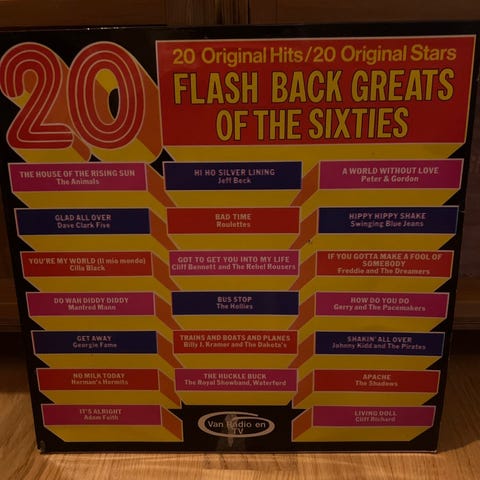 20
20 Original Hits/20 Original Stars
FLASH BACK GREATS
OF THE SIXTIES
THE HOUSE OF THE RISING SUN
The Animals
HI HO SILVER LINING
Jeff Beck
A WORLD WITHOUT LOVE
Peter & Gordon
GLAD ALL OVER
Dave Clark Five
BAD TIME
Roulettes
HIPPY HIPPY SHAKE
Swinging Blue Jeans
YOU'RE MY WORLD (Il mio mondo)
Cilla Black
GOT TO GET YOU INTO MY LIFE
Cliff Bennett and The Rebel Rousers
IF YOU GOTTA MAKE A FOOL OF
SOMEBODY
Freddie and The Dreamers
DO WAH DIDDY DIDDY
Manfred Mann
BUS STOP
The Hollies
HOW DO YOU DO
Gerry and The Pacemakers
GET AWAY
Georgie Fame
TRAINS AND BOATS AND PLANES
Billy J. Kramer and The Dakota's
SHAKIN' ALL OVER
Johnny Kidd and The Pirates
NO MILK TODAY
Herman's Hermits
THE HUCKLE BUCK
The Royal Showband, Waterford
APACHE
The Shadows
IT'S ALRIGHT
Adam Faith
Van Radio en
TV
LIVING DOLL
Cliff Richard